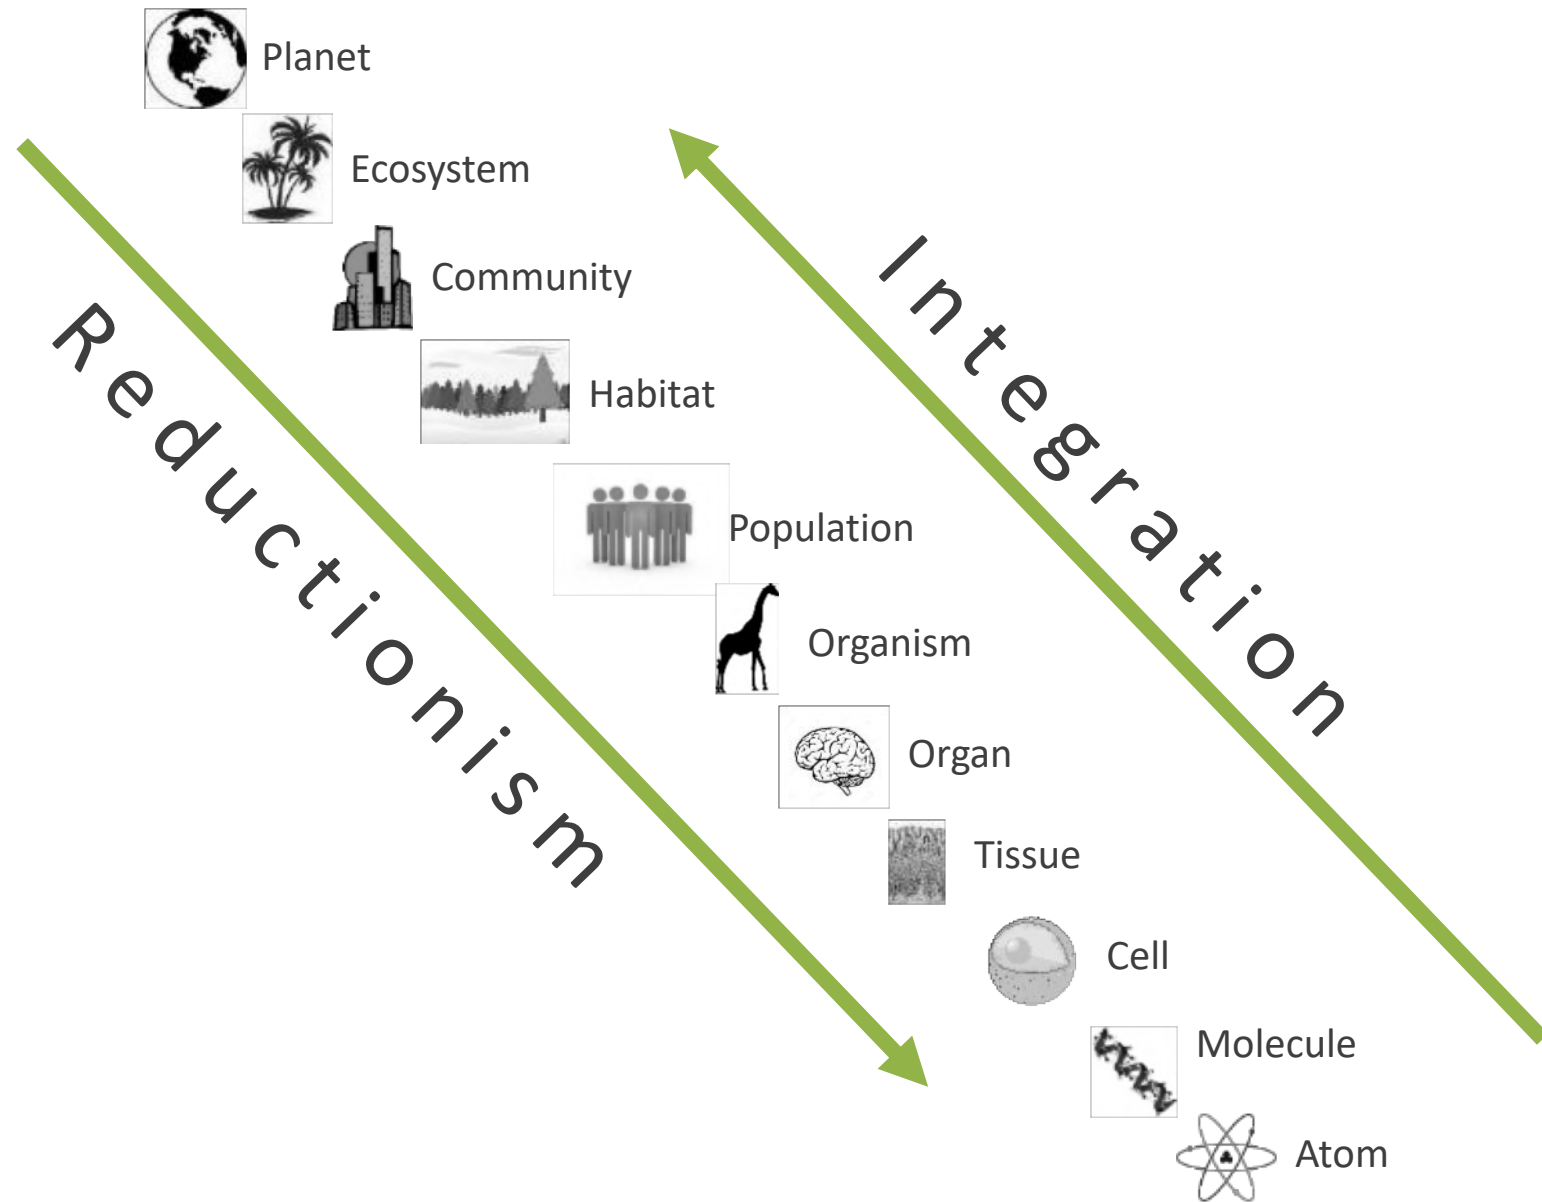 Planet
Ecosystem
Community
Habitat
Population
Organism
Organ
Tissue
Cell
Molecule
Atom
Reductionism
Integration